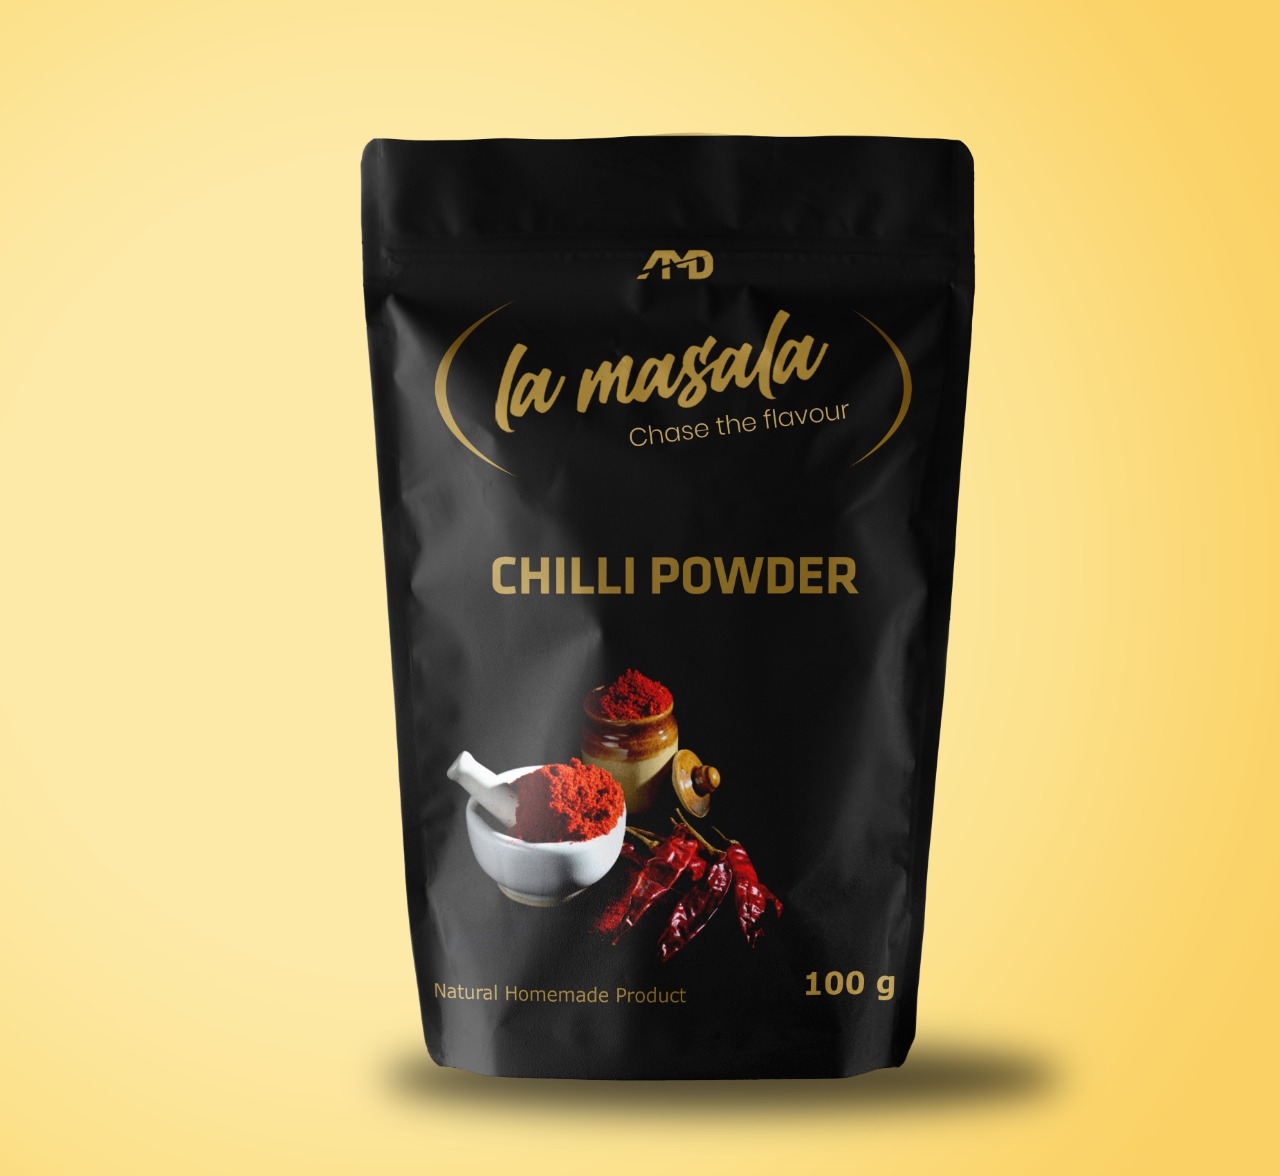 AMD
la masala
Chase the flavour
CHILLI POWDER
Natural Homemade Product
100 g